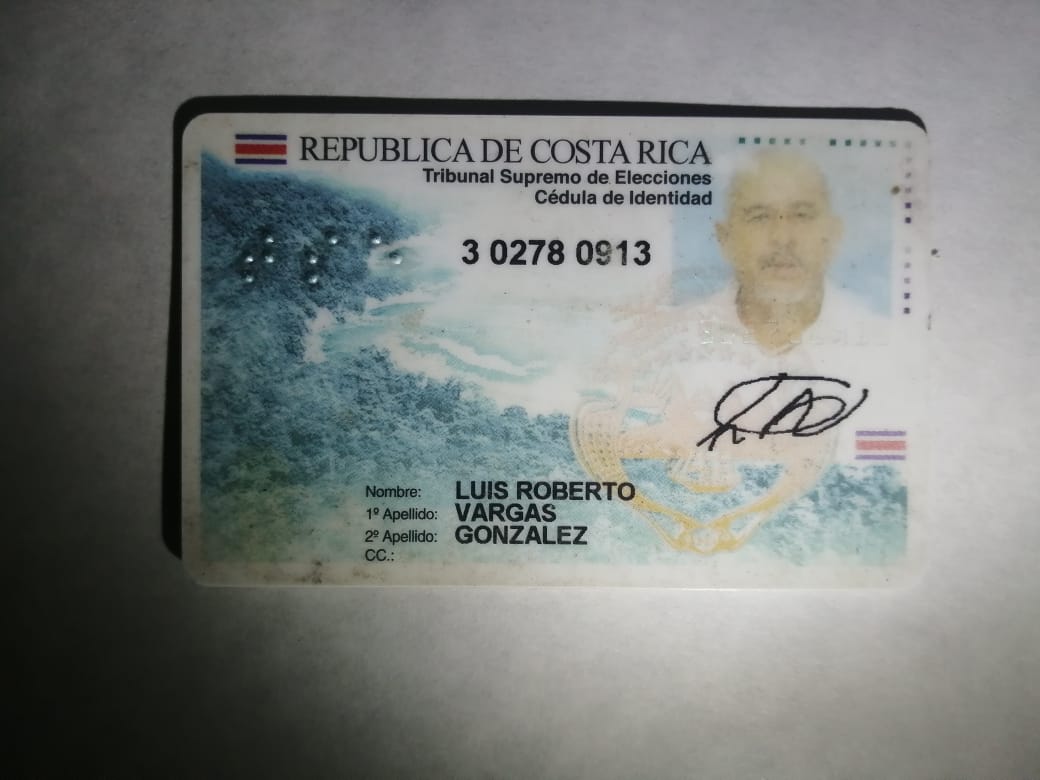 REPUBLICA DE COSTA RICA
Tribunal Supremo de Elecciones
Cédula de Identidad
3 0278 0913
Nombre: LUIS ROBERTO
1º Apellido: VARGAS
2º Apellido: GONZALEZ
CC.: